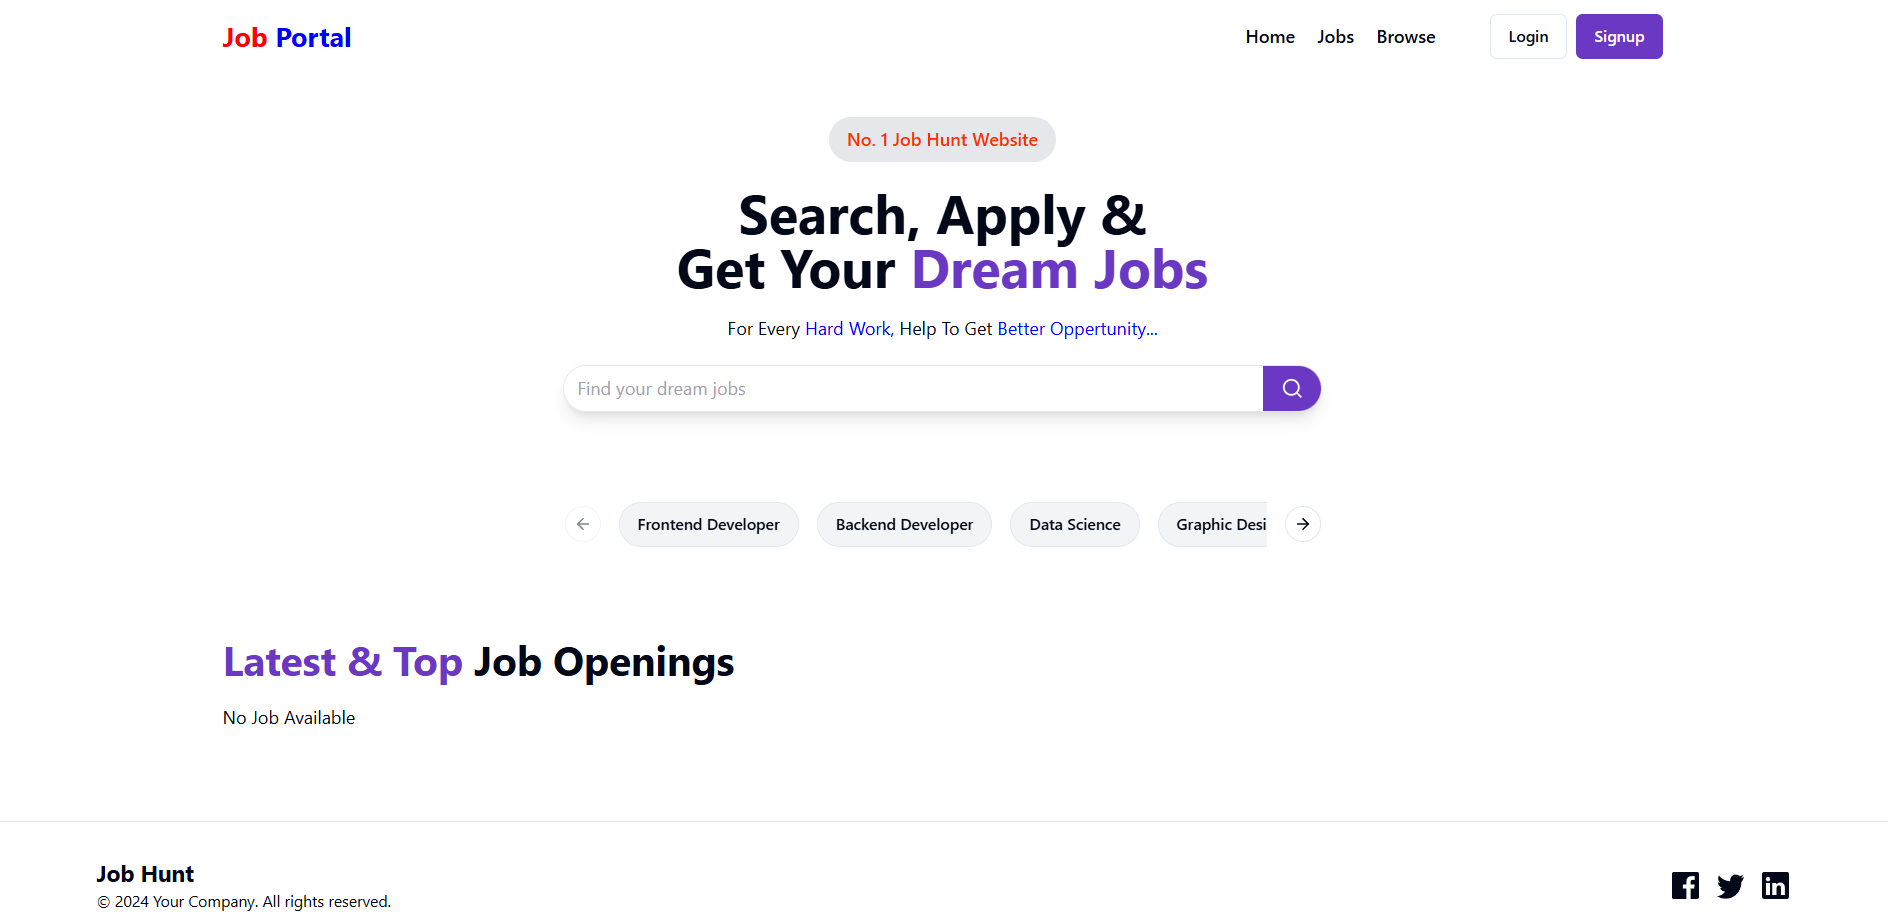 Job Portal
Home Jobs Browse Login Signup
No. 1 Job Hunt Website
Search, Apply &
Get Your Dream Jobs
For Every Hard Work, Help To Get Better Oppertunity...
Find your dream jobs
Frontend Developer Backend Developer Data Science Graphic Desi
Latest & Top Job Openings
No Job Available
Job Hunt
© 2024 Your Company. All rights reserved.